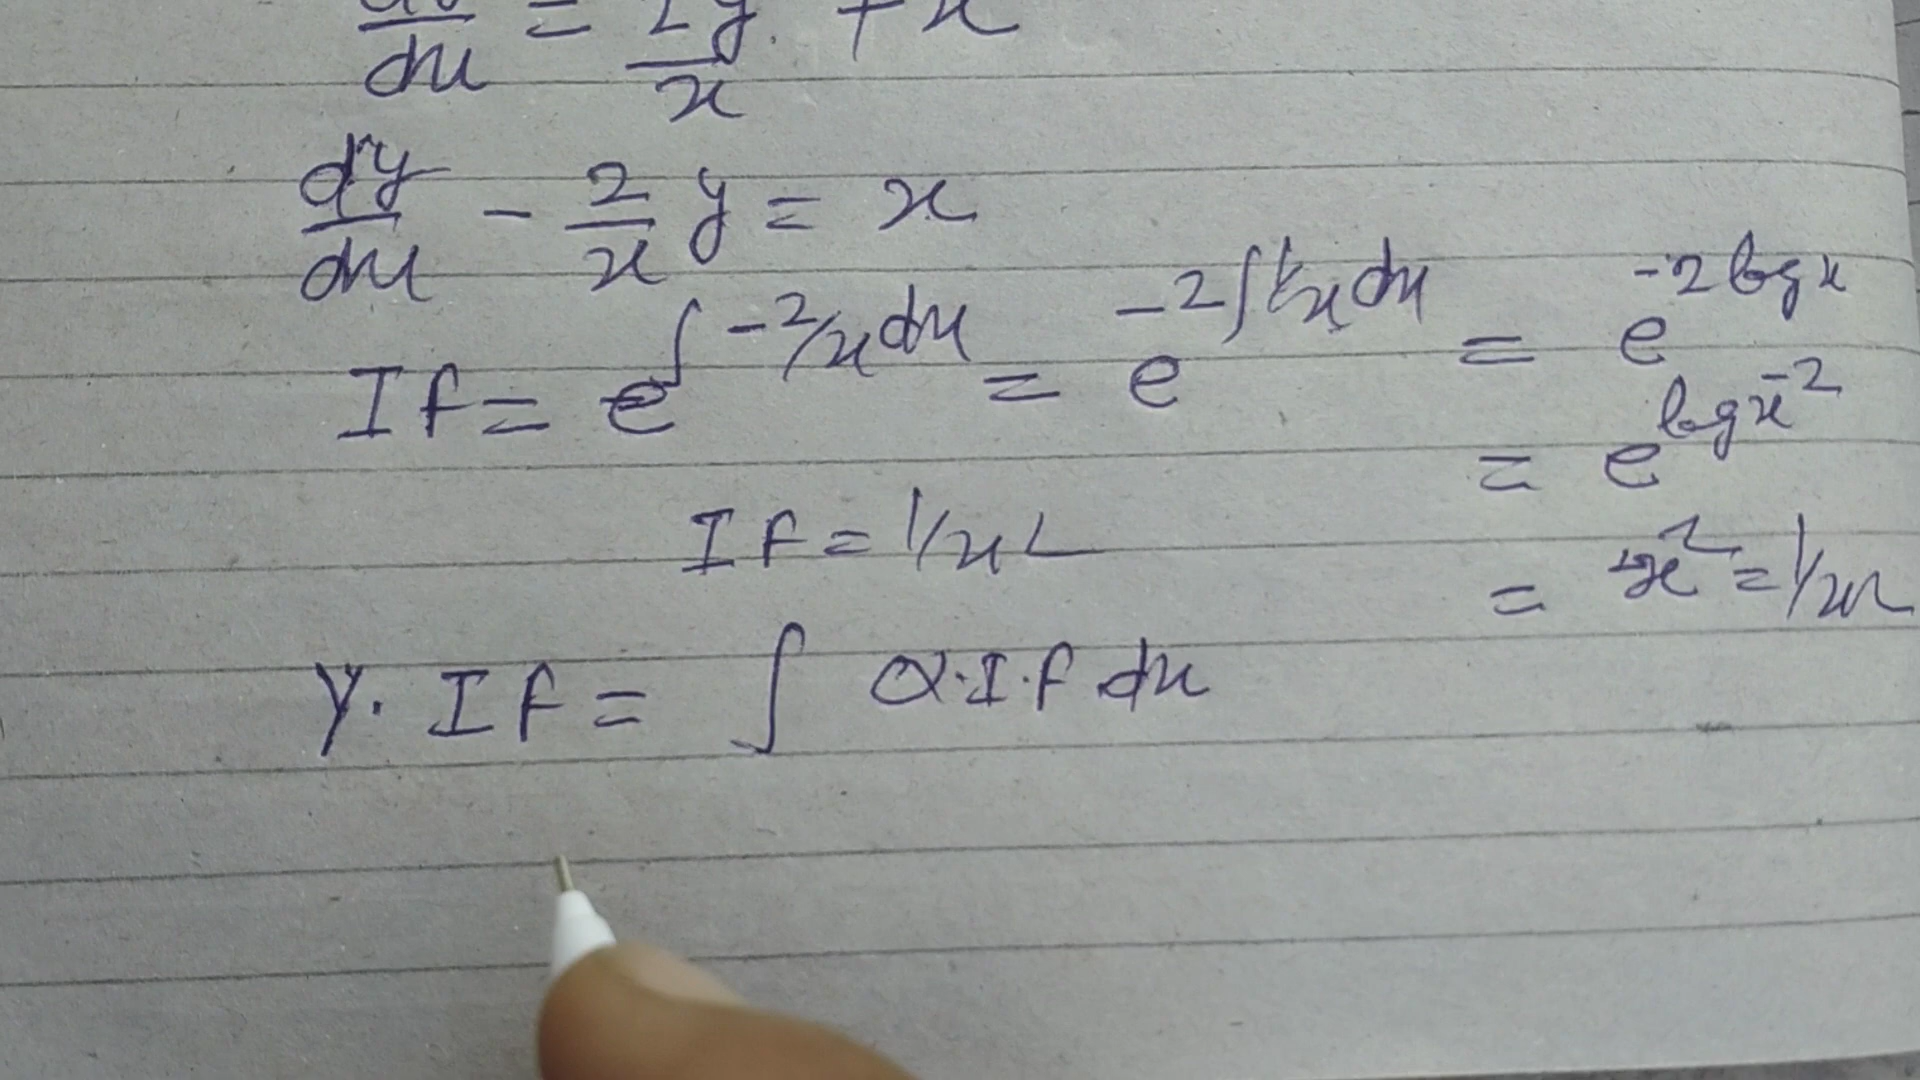 dy/dx = 2y/x + x
dy/dx - 2/x y = x
If = e^∫-2/x dx = e^-2∫1/x dx = e^-2 log x
= e^log x^-2
If = 1/x²
= x^-2 = 1/x²
y. If = ∫ Q.I.f dx